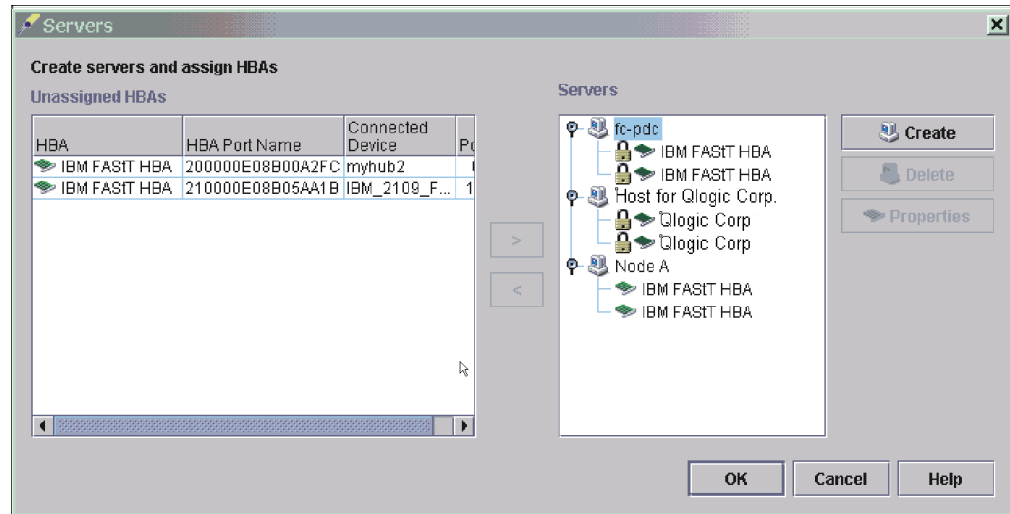 Servers
Create servers and assign HBAs
Unassigned HBAs
HBA HBA Port Name Connected Device
IBM FAStT HBA 200000E08B00A2FC myhub2
IBM FAStT HBA 210000E08B05AA1B IBM_2109_F... 1
>
<
Servers
fc-pdc
IBM FAStT HBA
IBM FAStT HBA
Host for Qlogic Corp.
Qlogic Corp
Qlogic Corp
Node A
IBM FAStT HBA
IBM FAStT HBA
Create
Delete
Properties
OK Cancel Help